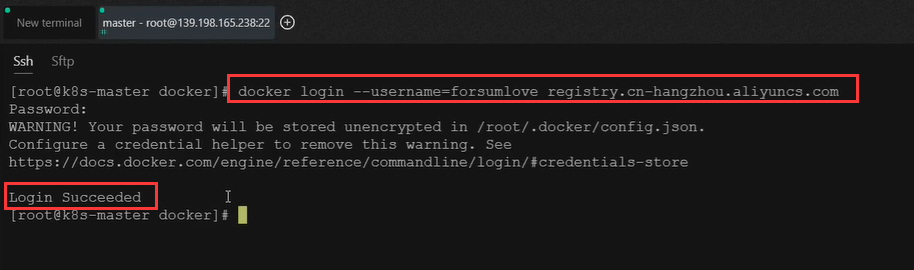 New terminal
master - root@139.198.165.238:22
Ssh Sftp
[root@k8s-master docker]# docker login --username=forsumlove registry.cn-hangzhou.aliyuncs.com
Password:
WARNING! Your password will be stored unencrypted in /root/.docker/config.json.
Configure a credential helper to remove this warning. See
https://docs.docker.com/engine/reference/commandline/login/#credentials-store
Login Succeeded
[root@k8s-master docker]#